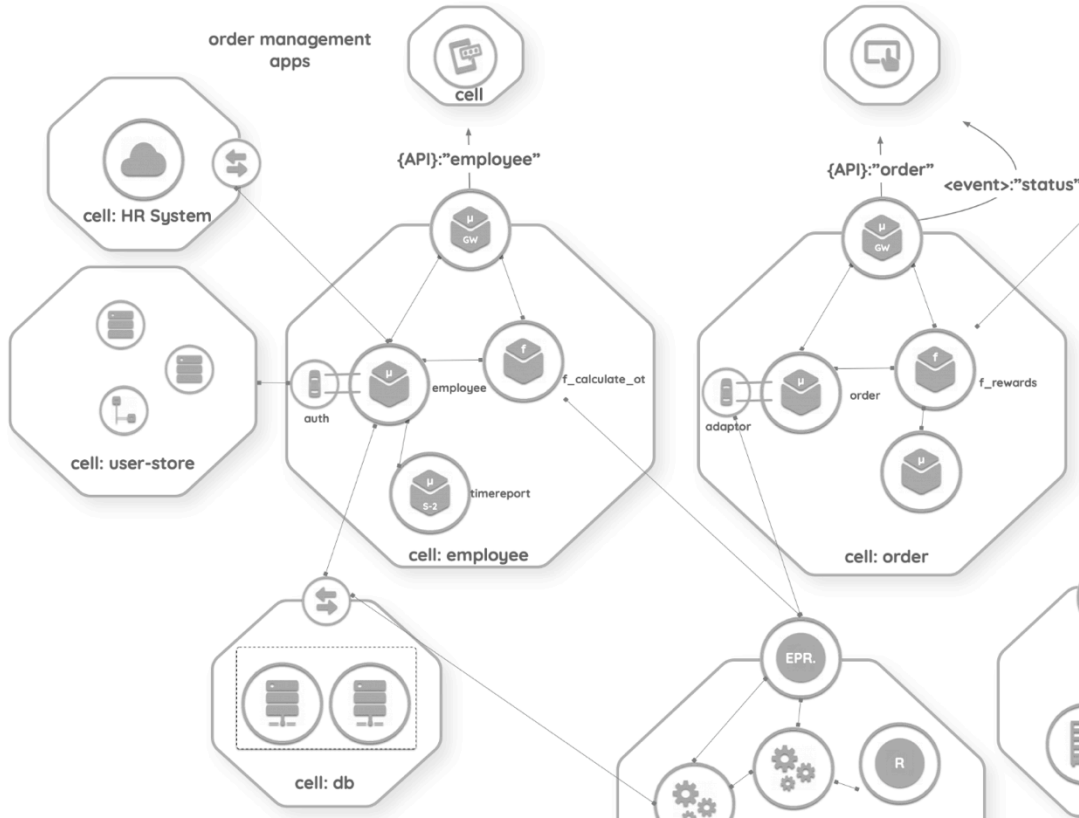 order management
apps
cell
{API}:"employee"
{API}:"order"
<event>:"status"
cell: HR System
µ
GW
µ
GW
f
µ
employee
f_calculate_ot
auth
f
µ
order
f_rewards
adaptor
µ
cell: user-store
µ
S-2
timereport
cell: employee
cell: order
EPR.
R
cell: db